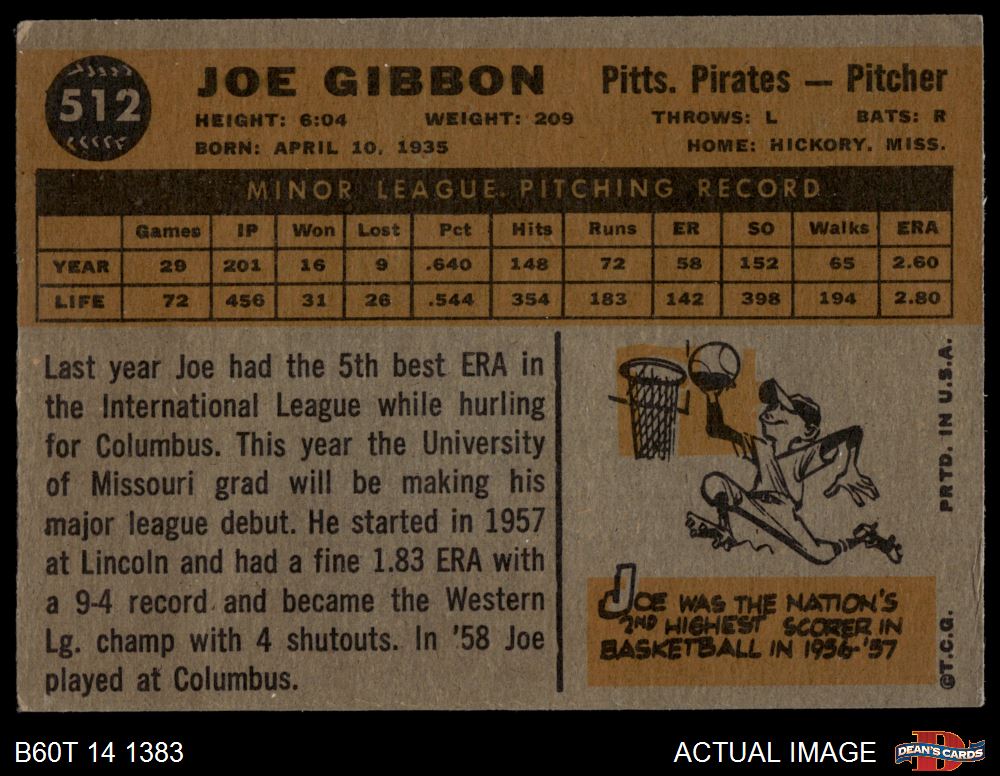 512
JOE GIBBON Pitts. Pirates — Pitcher
HEIGHT: 6:04 WEIGHT: 209 THROWS: L BATS: R
BORN: APRIL 10, 1935 HOME: HICKORY, MISS.
MINOR LEAGUE PITCHING RECORD
Games IP Won Lost Pct Hits Runs ER SO Walks ERA
YEAR 29 201 16 9 .640 148 72 58 152 65 2.60
LIFE 72 456 31 26 .544 354 183 142 398 194 2.80
Last year Joe had the 5th best ERA in
the International League while hurling
for Columbus. This year the University
of Missouri grad will be making his
major league debut. He started in 1957
at Lincoln and had a fine 1.83 ERA with
a 9-4 record and became the Western
Lg. champ with 4 shutouts. In '58 Joe
played at Columbus.
JOE WAS THE NATION'S
2ND HIGHEST SCORER IN
BASKETBALL IN 1956-'57
PRTD. IN U.S.A.
©T.C.G.
B60T 14 1383
ACTUAL IMAGE
D
DEAN'S CARDS